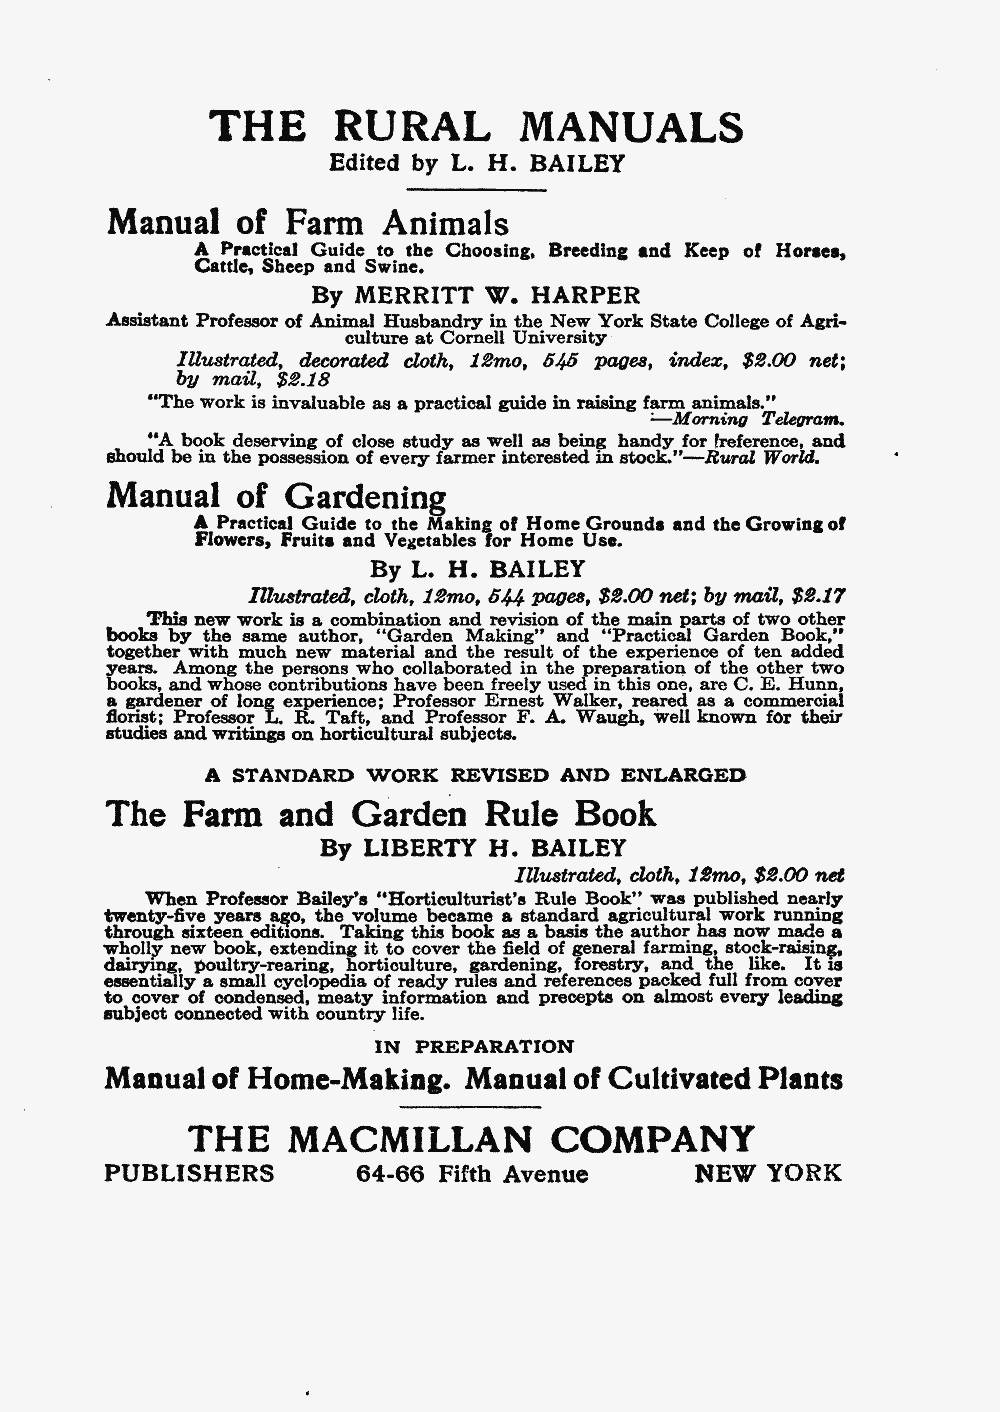 THE RURAL MANUALS
Edited by L. H. BAILEY
Manual of Farm Animals
A Practical Guide to the Choosing, Breeding and Keep of Horses,
Cattle, Sheep and Swine.
By MERRITT W. HARPER
Assistant Professor of Animal Husbandry in the New York State College of Agri-
culture at Cornell University
Illustrated, decorated cloth, 12mo, 545 pages, index, $2.00 net;
by mail, $2.18
"The work is invaluable as a practical guide in raising farm animals."
—Morning Telegram.
"A book deserving of close study as well as being handy for reference, and
should be in the possession of every farmer interested in stock."—Rural World.
Manual of Gardening
A Practical Guide to the Making of Home Grounds and the Growing of
Flowers, Fruits and Vegetables for Home Use.
By L. H. BAILEY
Illustrated, cloth, 12mo, 544 pages, $2.00 net; by mail, $2.17
This new work is a combination and revision of the main parts of two other
books by the same author, "Garden Making" and "Practical Garden Book,"
together with much new material and the result of the experience of ten added
years. Among the persons who collaborated in the preparation of the other two
books, and whose contributions have been freely used in this one, are C. E. Hunn,
a gardener of long experience; Professor Ernest Walker, reared as a commercial
florist; Professor L. R. Taft, and Professor F. A. Waugh, well known for their
studies and writings on horticultural subjects.
A STANDARD WORK REVISED AND ENLARGED
The Farm and Garden Rule Book
By LIBERTY H. BAILEY
Illustrated, cloth, 12mo, $2.00 net
When Professor Bailey's "Horticulturist's Rule Book" was published nearly
twenty-five years ago, the volume became a standard agricultural work running
through sixteen editions. Taking this book as a basis the author has now made a
wholly new book, extending it to cover the field of general farming, stock-raising,
dairying, poultry-rearing, horticulture, gardening, forestry, and the like. It is
essentially a small cyclopedia of ready rules and references packed full from cover
to cover of condensed, meaty information and precepts on almost every leading
subject connected with country life.
IN PREPARATION
Manual of Home-Making. Manual of Cultivated Plants
THE MACMILLAN COMPANY
PUBLISHERS 64-66 Fifth Avenue NEW YORK